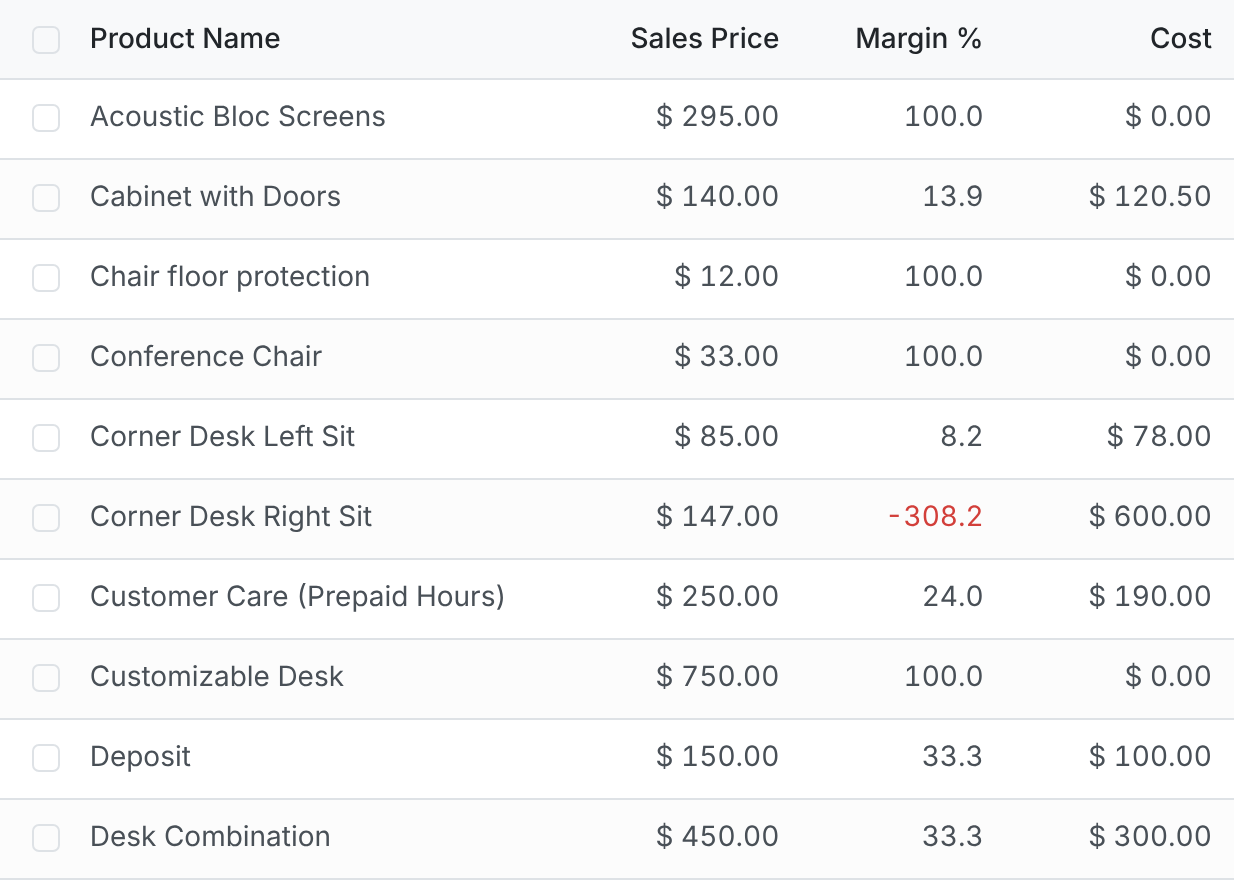 Product Name Sales Price Margin % Cost
Acoustic Bloc Screens $ 295.00 100.0 $ 0.00
Cabinet with Doors $ 140.00 13.9 $ 120.50
Chair floor protection $ 12.00 100.0 $ 0.00
Conference Chair $ 33.00 100.0 $ 0.00
Corner Desk Left Sit $ 85.00 8.2 $ 78.00
Corner Desk Right Sit $ 147.00 -308.2 $ 600.00
Customer Care (Prepaid Hours) $ 250.00 24.0 $ 190.00
Customizable Desk $ 750.00 100.0 $ 0.00
Deposit $ 150.00 33.3 $ 100.00
Desk Combination $ 450.00 33.3 $ 300.00